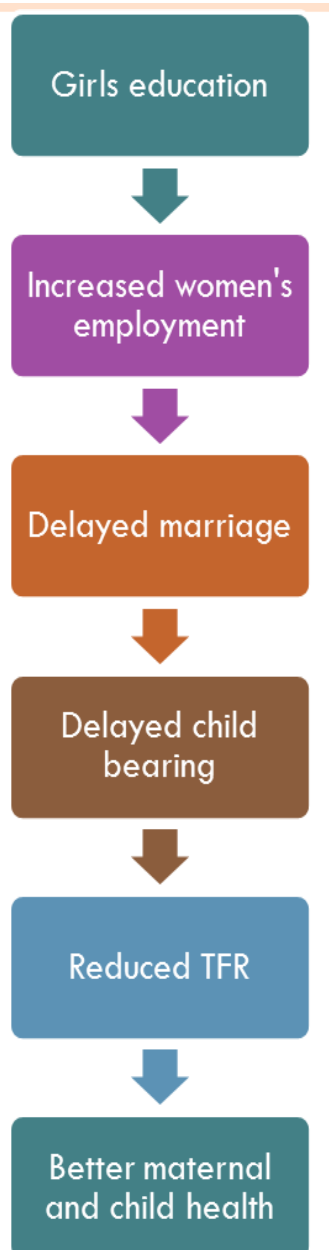 Girls education
Increased women's
employment
Delayed marriage
Delayed child
bearing
Reduced TFR
Better maternal
and child health